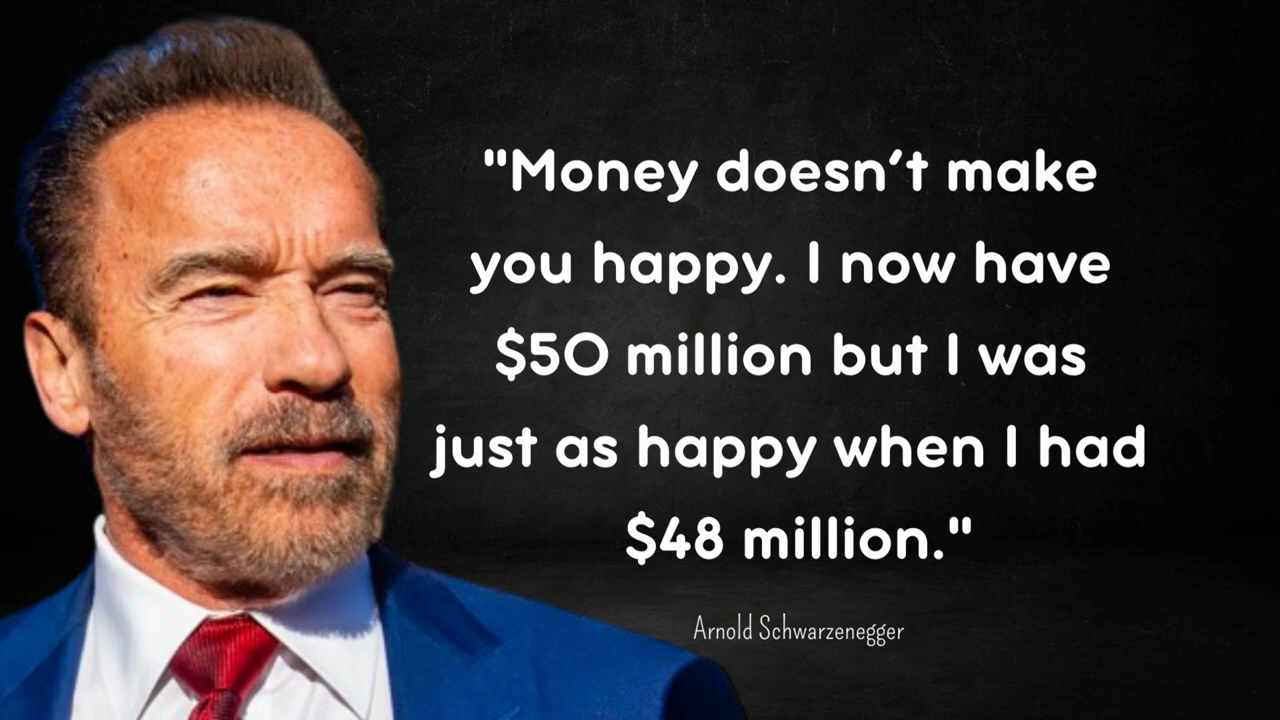 "Money doesn't make
you happy. I now have
$50 million but I was
just as happy when I had
$48 million."
Arnold Schwarzenegger